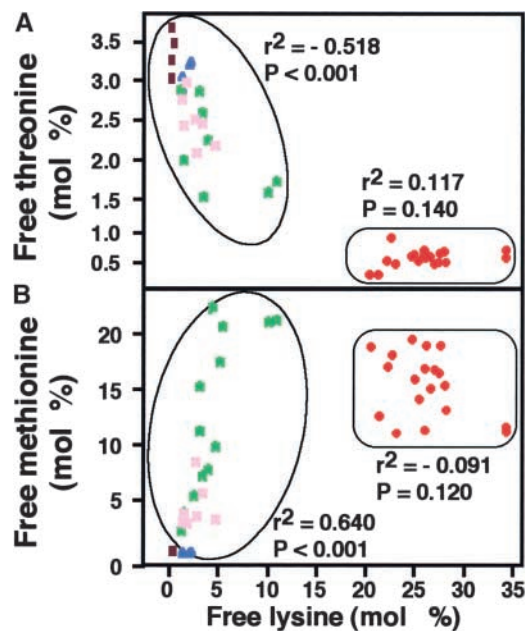 A
Free threonine
(mol %)
3.5
3.0
2.5
2.0
1.5
1.0
0.5
r2 = - 0.518
P < 0.001
r2 = 0.117
P = 0.140
B
Free methionine
(mol %)
20
15
10
5
0
r2 = - 0.091
P = 0.120
r2 = 0.640
P < 0.001
0 5 10 15 20 25 30 35
Free lysine (mol %)